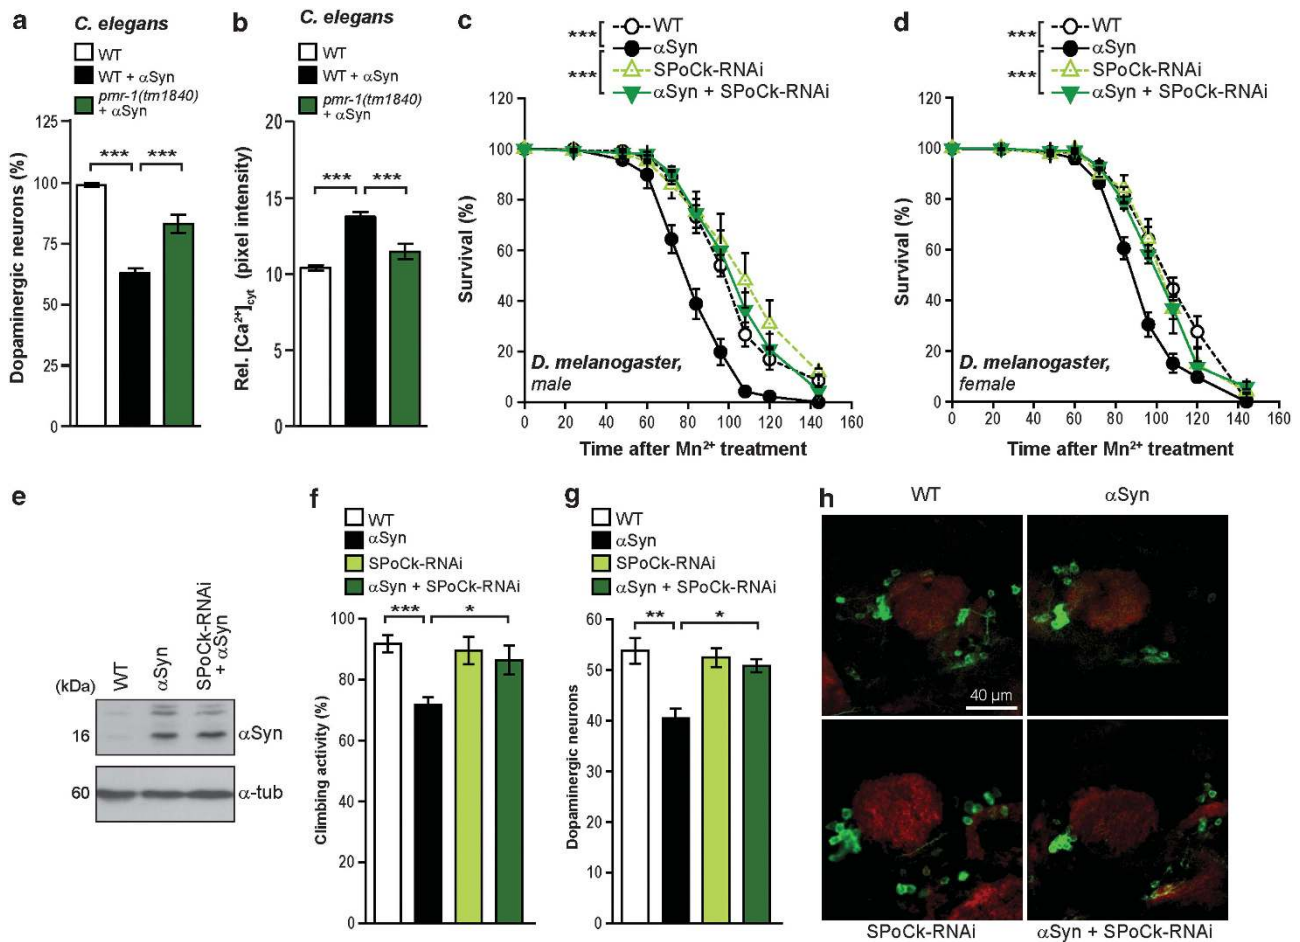 a
C. elegans
WT
WT + αSyn
pmr-1(tm1840)
+ αSyn
Dopaminergic neurons (%)
125
100
75
50
25
0
***
***
b
C. elegans
WT
WT + αSyn
pmr-1(tm1840)
+ αSyn
Rel. [Ca²⁺]cyt (pixel intensity)
20
15
10
5
0
***
***
c
***
***
WT
αSyn
SPoCk-RNAi
αSyn + SPoCk-RNAi
Survival (%)
120
100
80
60
40
20
0
D. melanogaster,
male
0 20 40 60 80 100 120 140 160
Time after Mn²⁺ treatment
d
***
***
WT
αSyn
SPoCk-RNAi
αSyn + SPoCk-RNAi
Survival (%)
120
100
80
60
40
20
0
D. melanogaster,
female
0 20 40 60 80 100 120 140 160
Time after Mn²⁺ treatment
e
(kDa)
WT
αSyn
SPoCk-RNAi
+ αSyn
16
αSyn
60
α-tub
f
WT
αSyn
SPoCk-RNAi
αSyn + SPoCk-RNAi
Climbing activity (%)
100
80
60
40
20
0
***
*
g
WT
αSyn
SPoCk-RNAi
αSyn + SPoCk-RNAi
Dopaminergic neurons
60
50
40
30
20
10
0
**
*
h
WT
αSyn
40 µm
SPoCk-RNAi
αSyn + SPoCk-RNAi